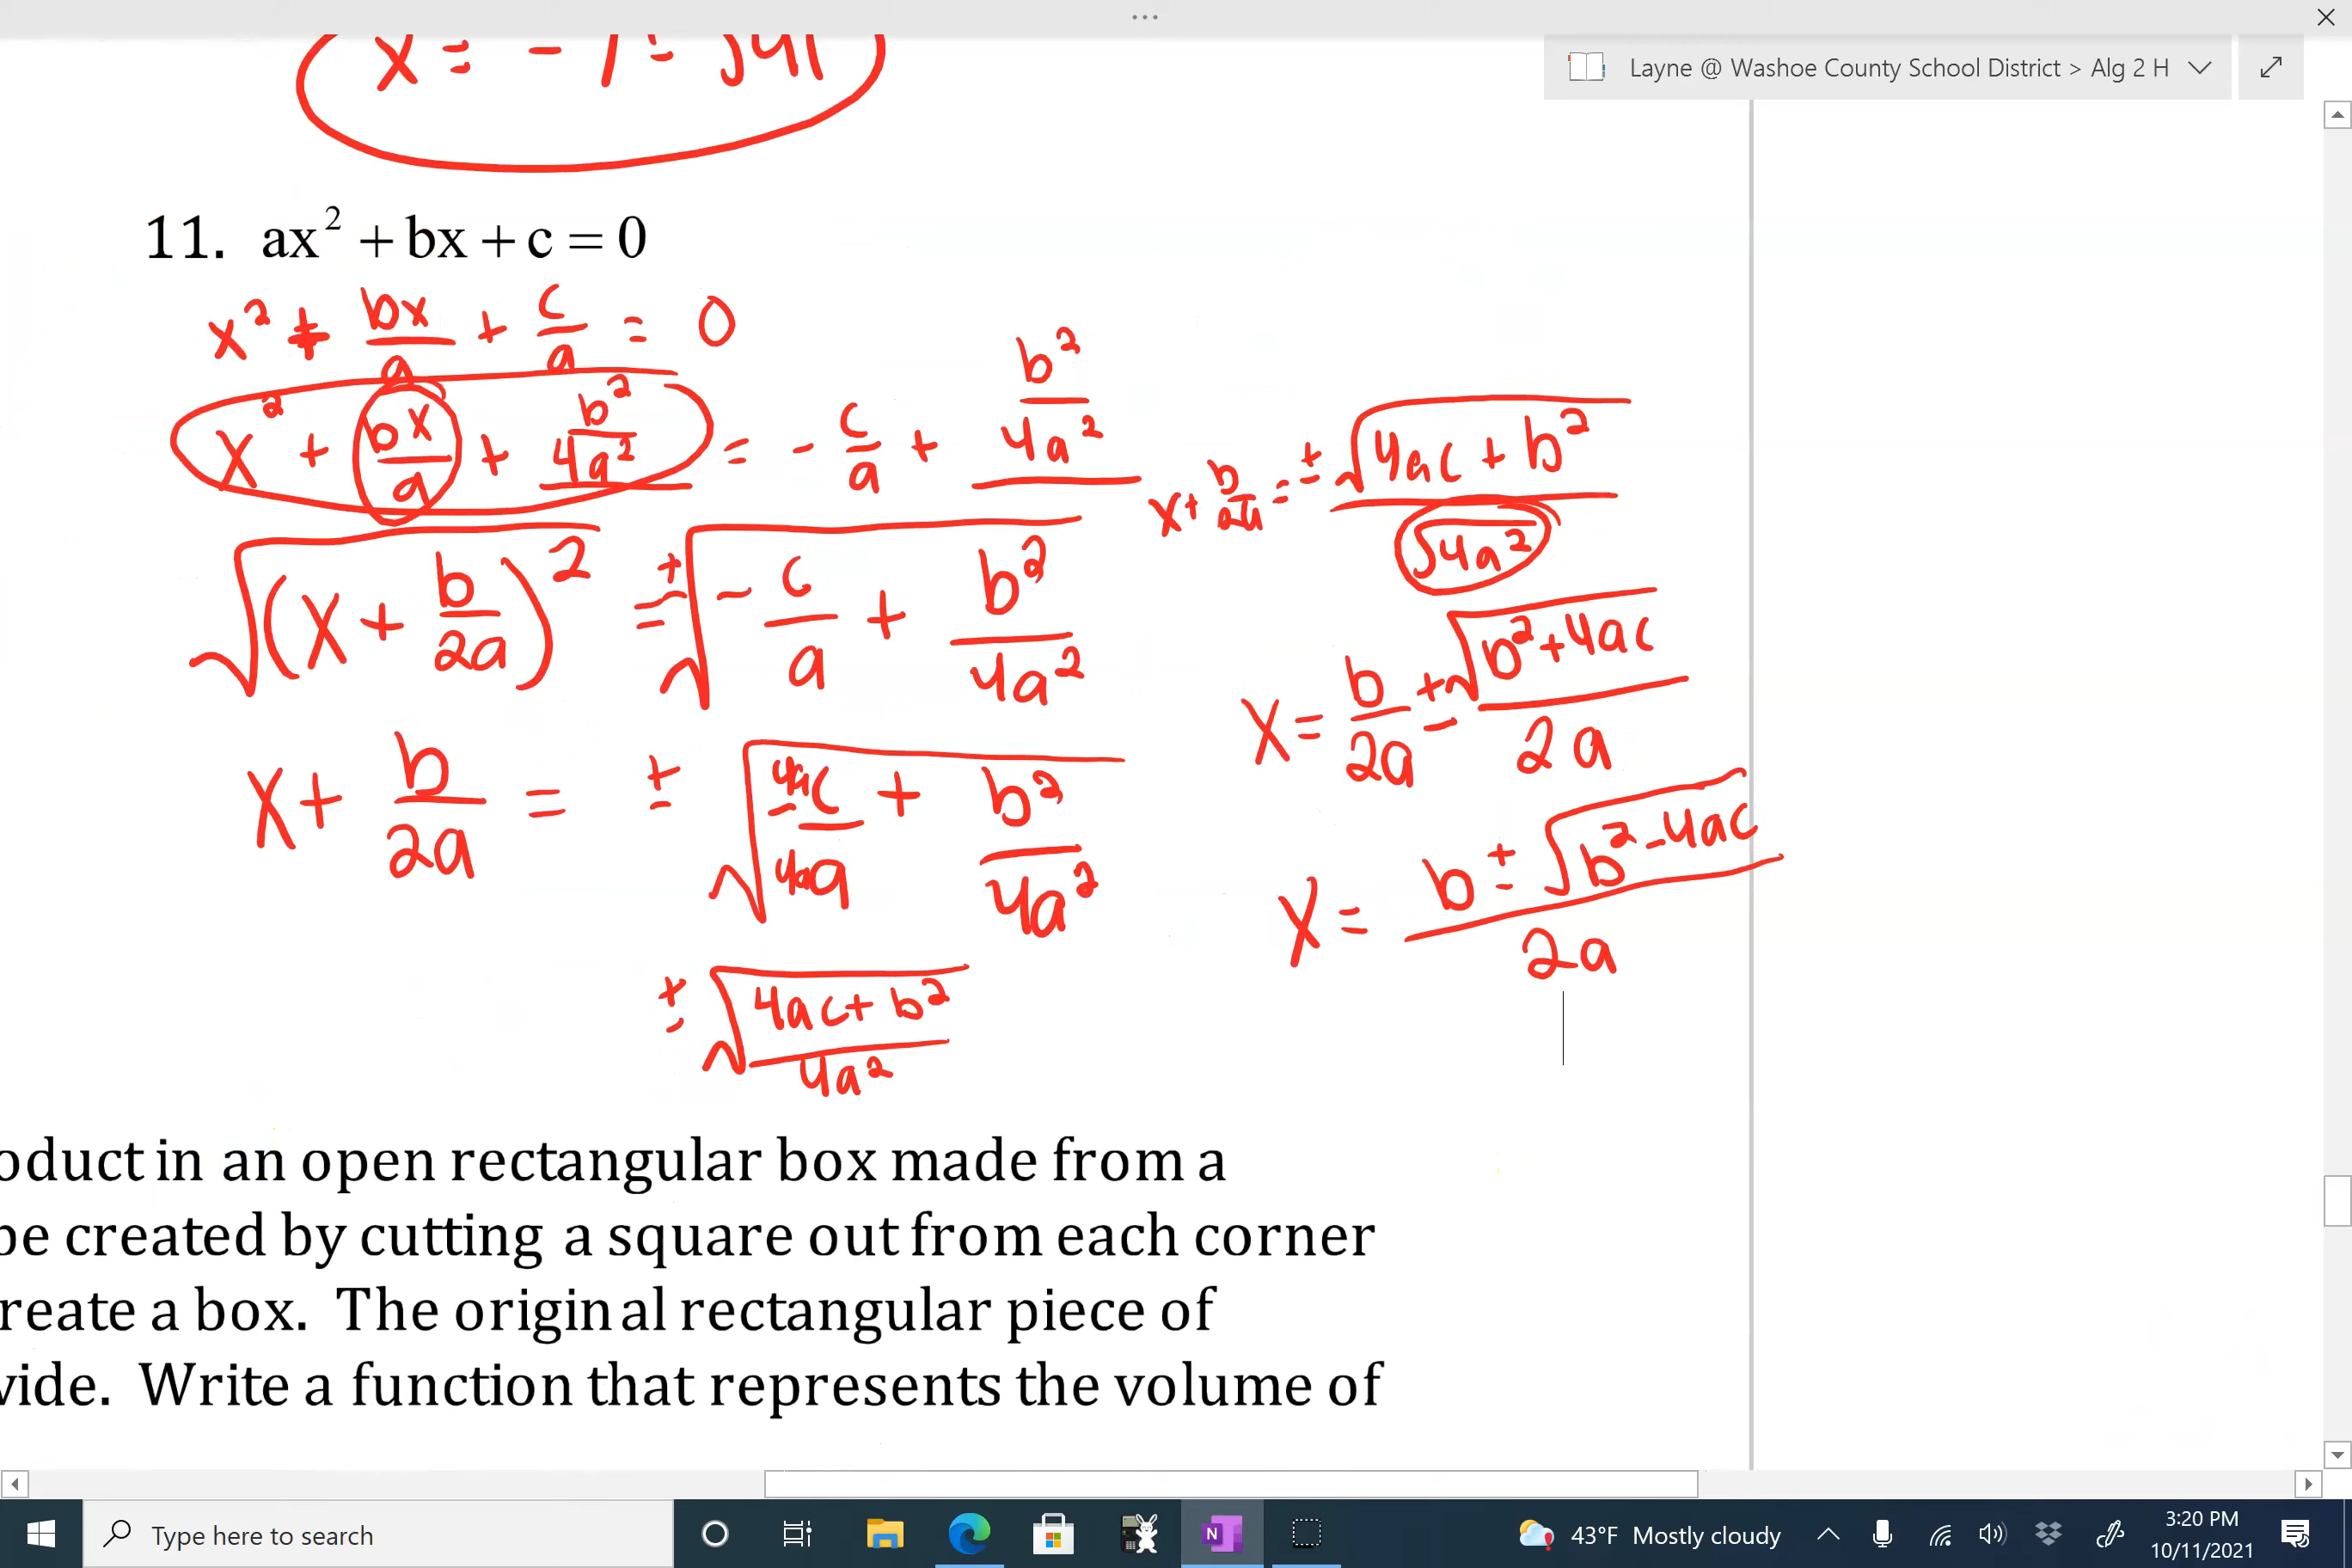 x = -7 ± √41
Layne @ Washoe County School District > Alg 2 H
11. ax² + bx + c = 0
x² + bx/a + c/a = 0
x² + bx/a + b²/4a² = - c/a + b²/4a²
√(x + b/2a)² = ±√- c/a + b²/4a²
x + b/2a = ± √-4ac/4aa + b²/4a²
± √4ac + b²/4a²
x + b/2a = ± √4ac + b²/√4a²
x = b/2a ± √b² + 4ac/2a
x = b ± √b² - 4ac/2a
oduct in an open rectangular box made from a
be created by cutting a square out from each corner
reate a box. The original rectangular piece of
vide. Write a function that represents the volume of
Type here to search
N
43°F Mostly cloudy
3:20 PM
10/11/2021